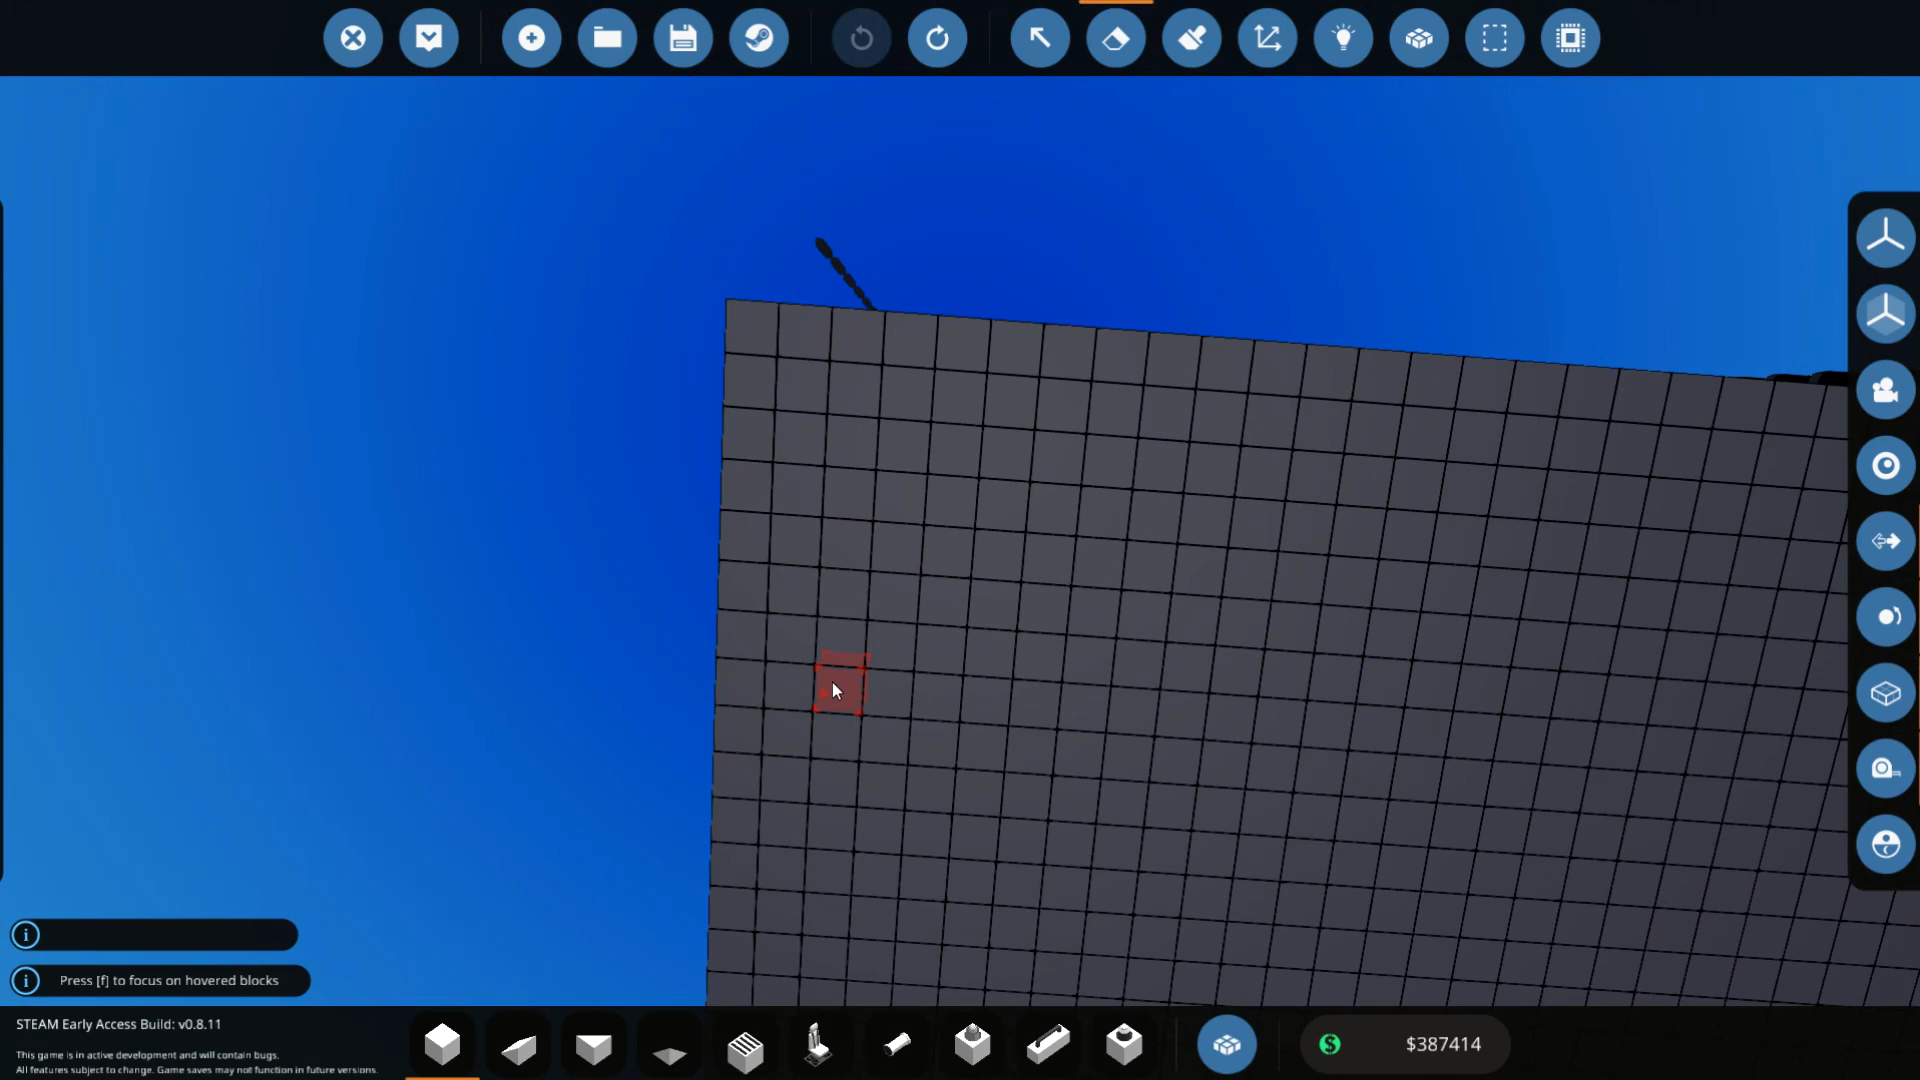 Press [f] to focus on hovered blocks
STEAM Early Access Build: v0.8.11
This game is in active development and will contain bugs.
All features subject to change. Game saves may not function in future versions.
$387414